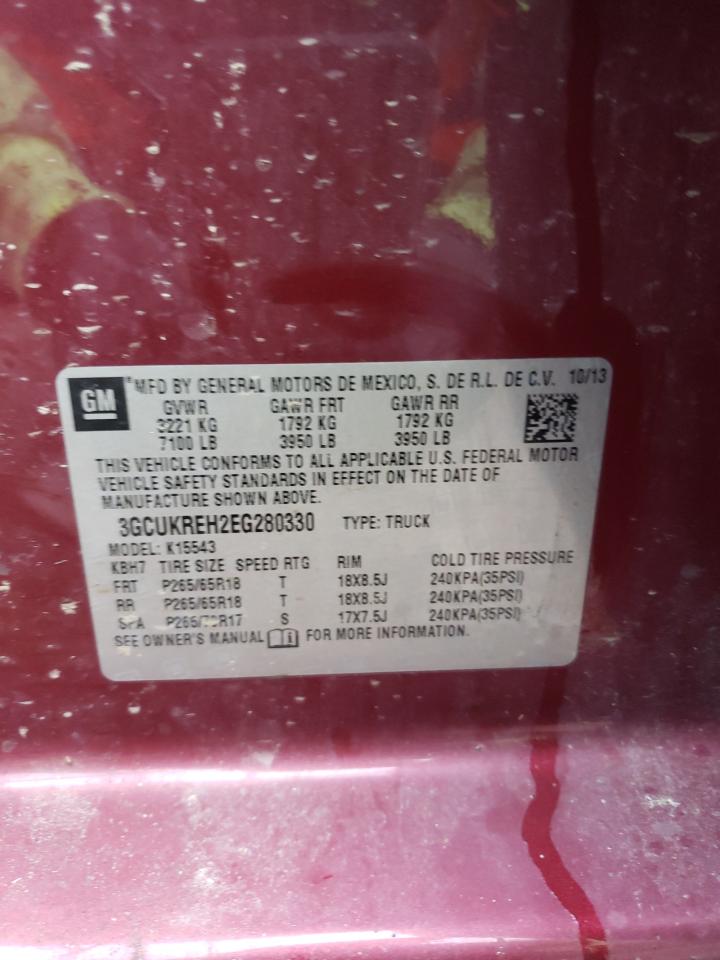 GM
*MFD BY GENERAL MOTORS DE MEXICO, S. DE R.L. DE C.V. 10/13
GVWR GAWR FRT GAWR RR
3221 KG 1792 KG 1792 KG
7100 LB 3950 LB 3950 LB
THIS VEHICLE CONFORMS TO ALL APPLICABLE U.S. FEDERAL MOTOR
VEHICLE SAFETY STANDARDS IN EFFECT ON THE DATE OF
MANUFACTURE SHOWN ABOVE.
3GCUKREH2EG280330 TYPE: TRUCK
MODEL: K15543
KBH7 TIRE SIZE SPEED RTG RIM COLD TIRE PRESSURE
FRT P265/65R18 T 18X8.5J 240KPA(35PSI)
RR P265/65R18 T 18X8.5J 240KPA(35PSI)
SPA S 17X7.5J 240KPA(35PSI)
SEE OWNER'S MANUAL FOR MORE INFORMATION.